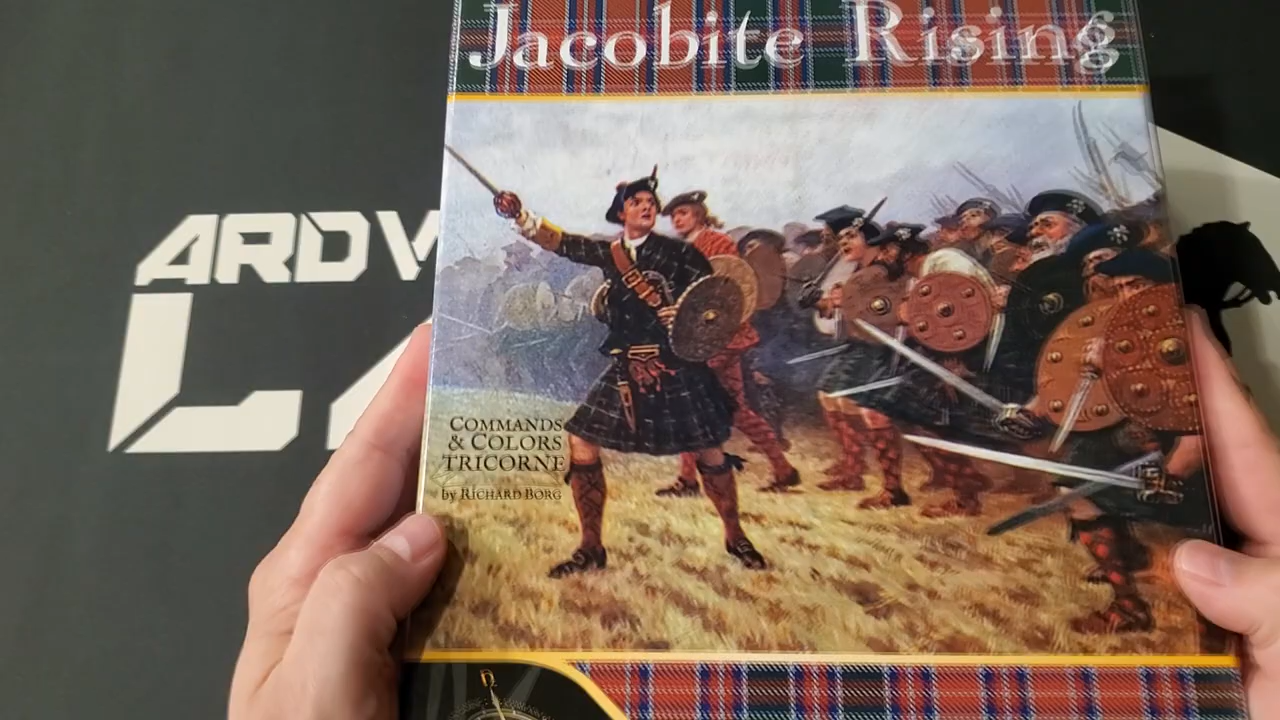 Jacobite Rising
COMMANDS
& COLORS
TRICORNE
by RICHARD BORG